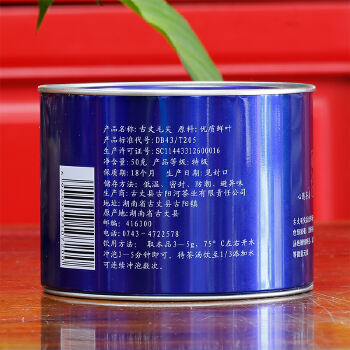 产品名称:古丈毛尖 原料:优质鲜叶
产品标准代号:DB43/T205
生产许可证号:SC11443312600016
净含量:50克 产品等级:特级
保质期:18个月 生产日期:见封口
储存方法:低温、密封、防潮、避异味
生产企业:古丈县古阳河茶业有限责任公司
地址:湖南省古丈县古阳镇
原产地:湖南省古丈县
邮编:416300
电话:0743-4722578
饮用方法: 取本品3—5g,75°C左右开水
冲泡1—5分钟即可、待茶汤饮至1/3添加水
可连续冲泡数次。